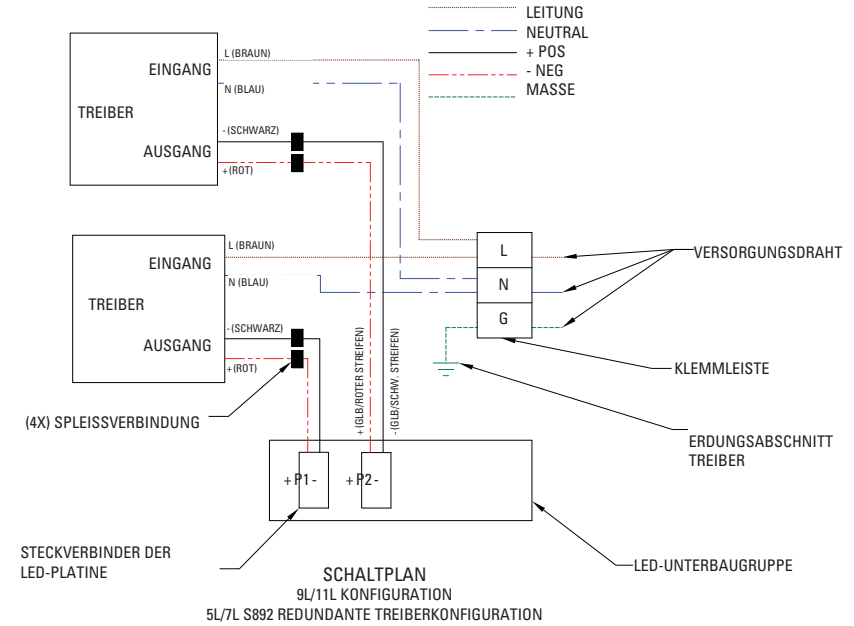 LEITUNG
NEUTRAL
+ POS
- NEG
MASSE
L (BRAUN)
EINGANG
N (BLAU)
TREIBER
-(SCHWARZ)
AUSGANG
+(ROT)
L (BRAUN)
EINGANG
N (BLAU)
TREIBER
-(SCHWARZ)
AUSGANG
+(ROT)
L
N
G
VERSORGUNGSDRAHT
KLEMMLEISTE
+ (GLB/ROTER STREIFEN)
-(GLB/SCHW. STREIFEN)
(4X) SPLEISSVERBINDUNG
ERDUNGSABSCHNITT
TREIBER
+ P1 -
+ P2 -
STECKVERBINDER DER
LED-PLATINE
LED-UNTERBAUGRUPPE
SCHALTPLAN
9L/11L KONFIGURATION
5L/7L S892 REDUNDANTE TREIBERKONFIGURATION